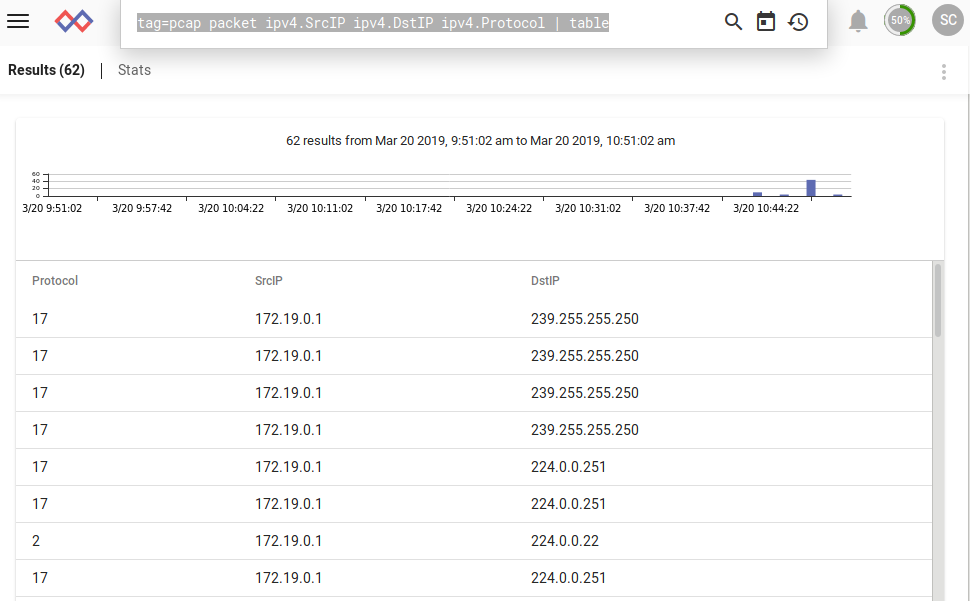 tag=pcap packet ipv4.SrcIP ipv4.DstIP ipv4.Protocol | table
50%
SC
Results (62) | Stats
62 results from Mar 20 2019, 9:51:02 am to Mar 20 2019, 10:51:02 am
60
40
20
0
3/20 9:51:02 3/20 9:57:42 3/20 10:04:22 3/20 10:11:02 3/20 10:17:42 3/20 10:24:22 3/20 10:31:02 3/20 10:37:42 3/20 10:44:22
Protocol SrcIP DstIP
17 172.19.0.1 239.255.255.250
17 172.19.0.1 239.255.255.250
17 172.19.0.1 239.255.255.250
17 172.19.0.1 239.255.255.250
17 172.19.0.1 224.0.0.251
17 172.19.0.1 224.0.0.251
2 172.19.0.1 224.0.0.22
17 172.19.0.1 224.0.0.251